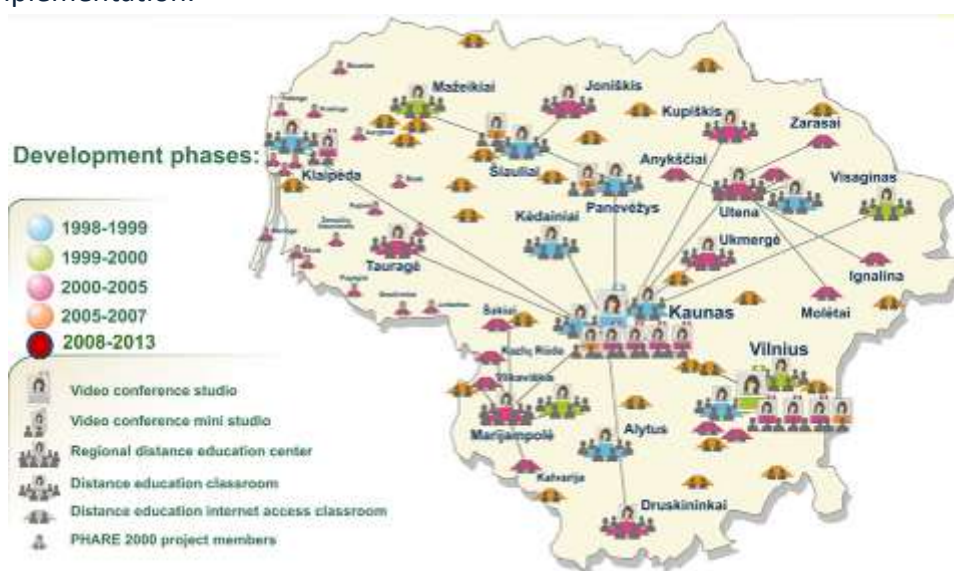 plementation.
Mažeikiai
Joniškis
Kupiškis
Zarasai
Anykščiai
Visaginas
Development phases:
Klaipėda
Šiauliai
Panevėžys
Utena
Kėdainiai
Ukmergė
Tauragė
Ignalina
Molėtai
Kaunas
Šakiai
Kazlų Rūda
Vilkaviškis
Vilnius
Marijampolė
Alytus
Kalvarija
Druskininkai
1998-1999
1999-2000
2000-2005
2005-2007
2008-2013
Video conference studio
Video conference mini studio
Regional distance education center
Distance education classroom
Distance education internet access classroom
PHARE 2000 project members